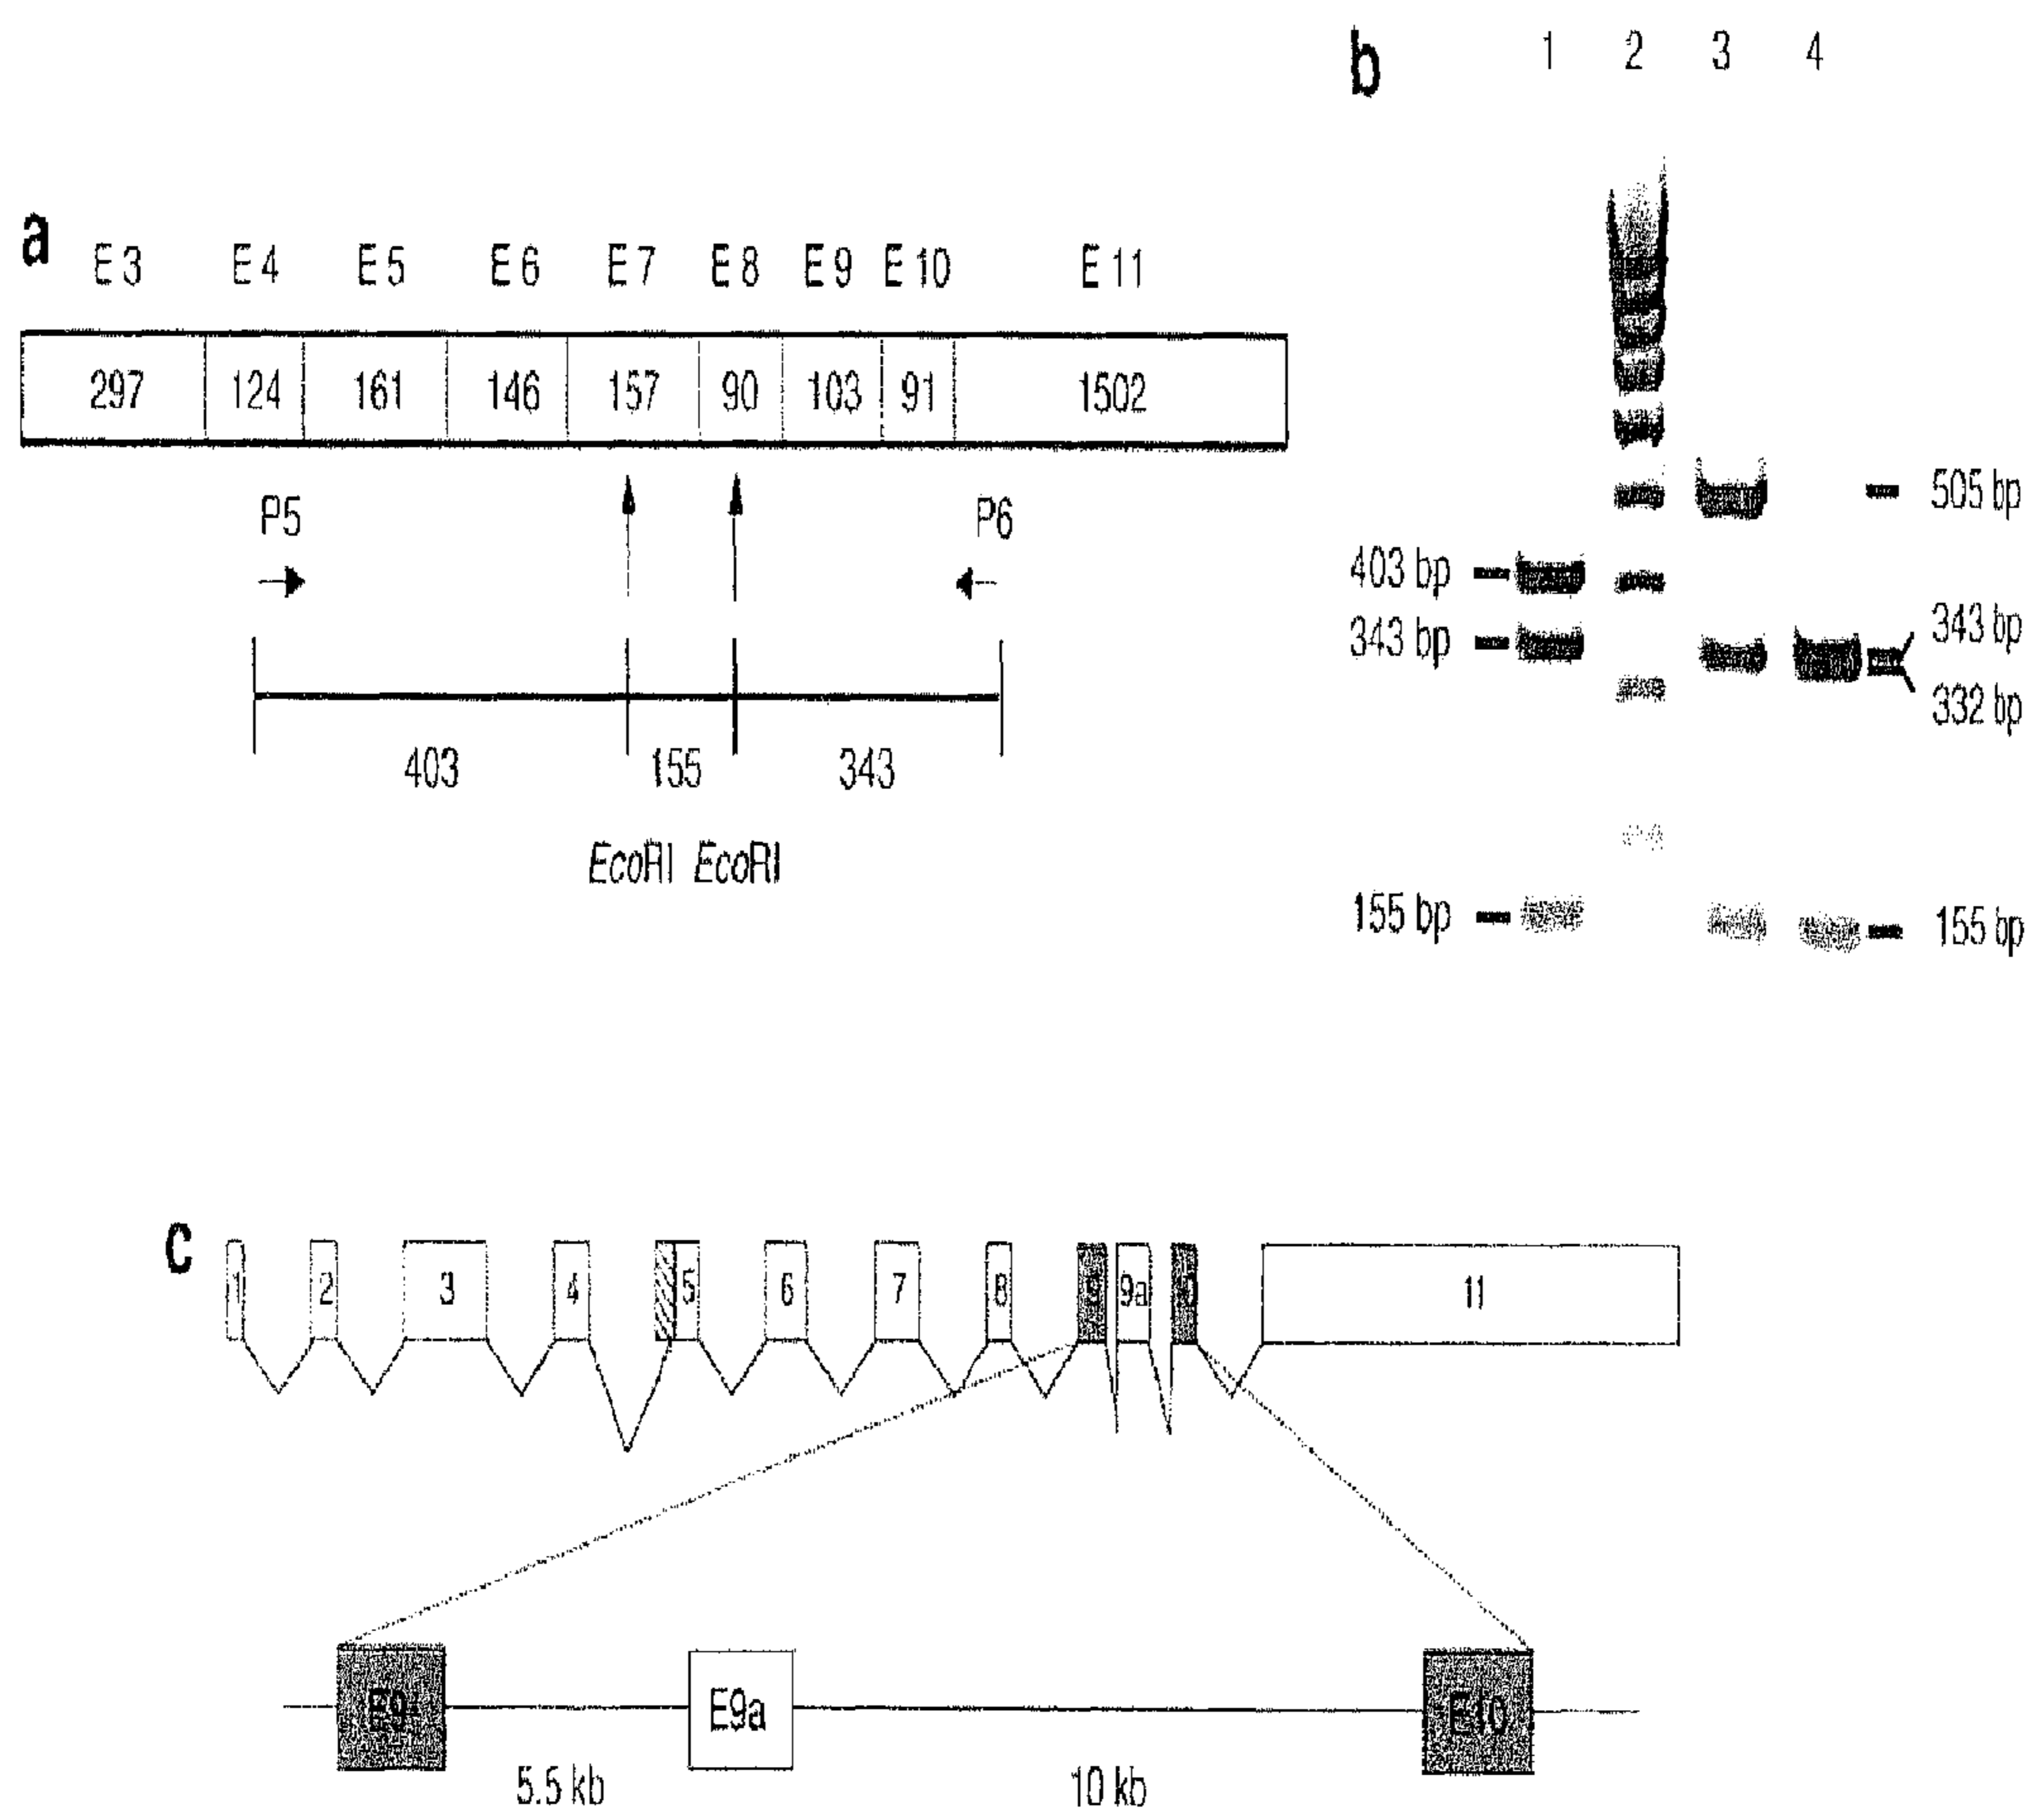 a
E3 E4 E5 E6 E7 E8 E9 E10 E11
297 124 161 146 157 90 103 91 1502
P5 P6
403 155 343
EcoRI EcoRI
b
1 2 3 4
403 bp
343 bp
155 bp
505 bp
343 bp
332 bp
155 bp
c
1 2 3 4 5 6 7 8 9 9a 11
E9 E9a E10
5.5 kb 10 kb